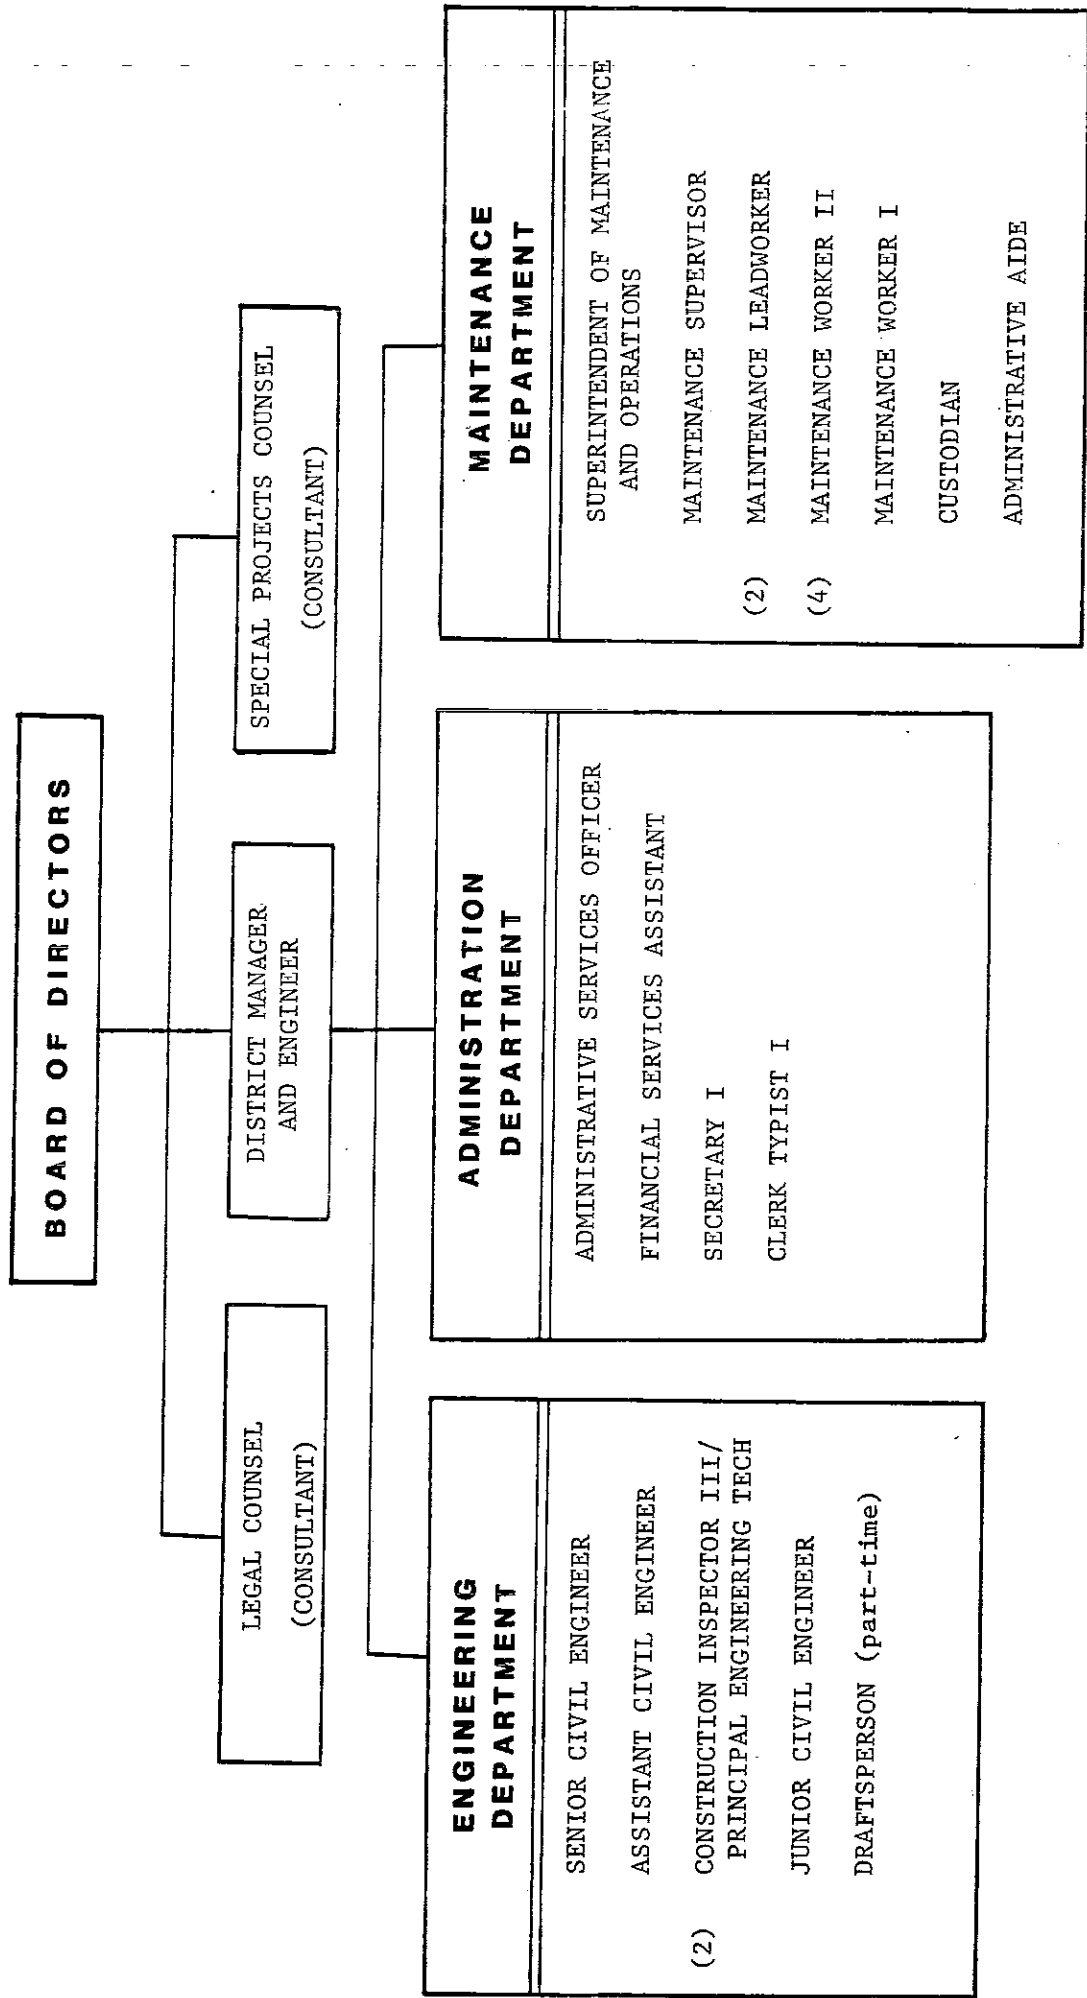 BOARD OF DIRECTORS
LEGAL COUNSEL
(CONSULTANT)
DISTRICT MANAGER
AND ENGINEER
SPECIAL PROJECTS COUNSEL
(CONSULTANT)
ENGINEERING
DEPARTMENT
SENIOR CIVIL ENGINEER
ASSISTANT CIVIL ENGINEER
(2) CONSTRUCTION INSPECTOR III/
PRINCIPAL ENGINEERING TECH
JUNIOR CIVIL ENGINEER
DRAFTSPERSON (part-time)
ADMINISTRATION
DEPARTMENT
ADMINISTRATIVE SERVICES OFFICER
FINANCIAL SERVICES ASSISTANT
SECRETARY I
CLERK TYPIST I
MAINTENANCE
DEPARTMENT
SUPERINTENDENT OF MAINTENANCE
AND OPERATIONS
MAINTENANCE SUPERVISOR
(2) MAINTENANCE LEADWORKER
(4) MAINTENANCE WORKER II
MAINTENANCE WORKER I
CUSTODIAN
ADMINISTRATIVE AIDE